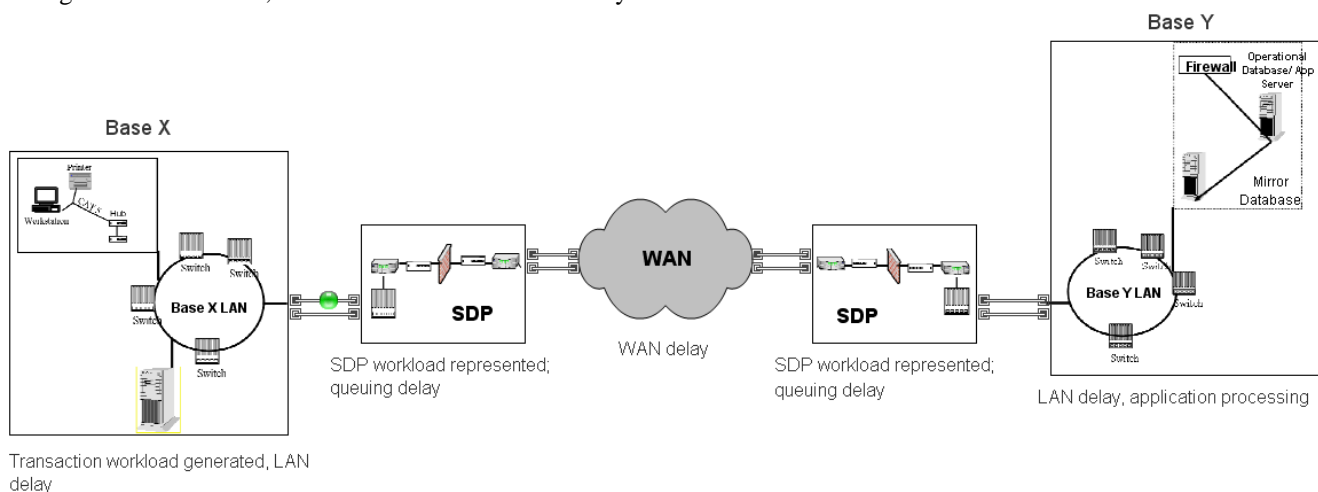 Base Y
Operational
Database/ App
Server
Firewall
Mirror
Database
Base X
Printer
CAT.5
Hub
Workstation
Switch
Switch
Switch
Switch
Base X LAN
SDP
WAN
SDP
Switch
Switch
Switch
Switch
Base Y LAN
SDP workload represented;
queuing delay
WAN delay
SDP workload represented;
queuing delay
LAN delay, application processing
Transaction workload generated, LAN
delay